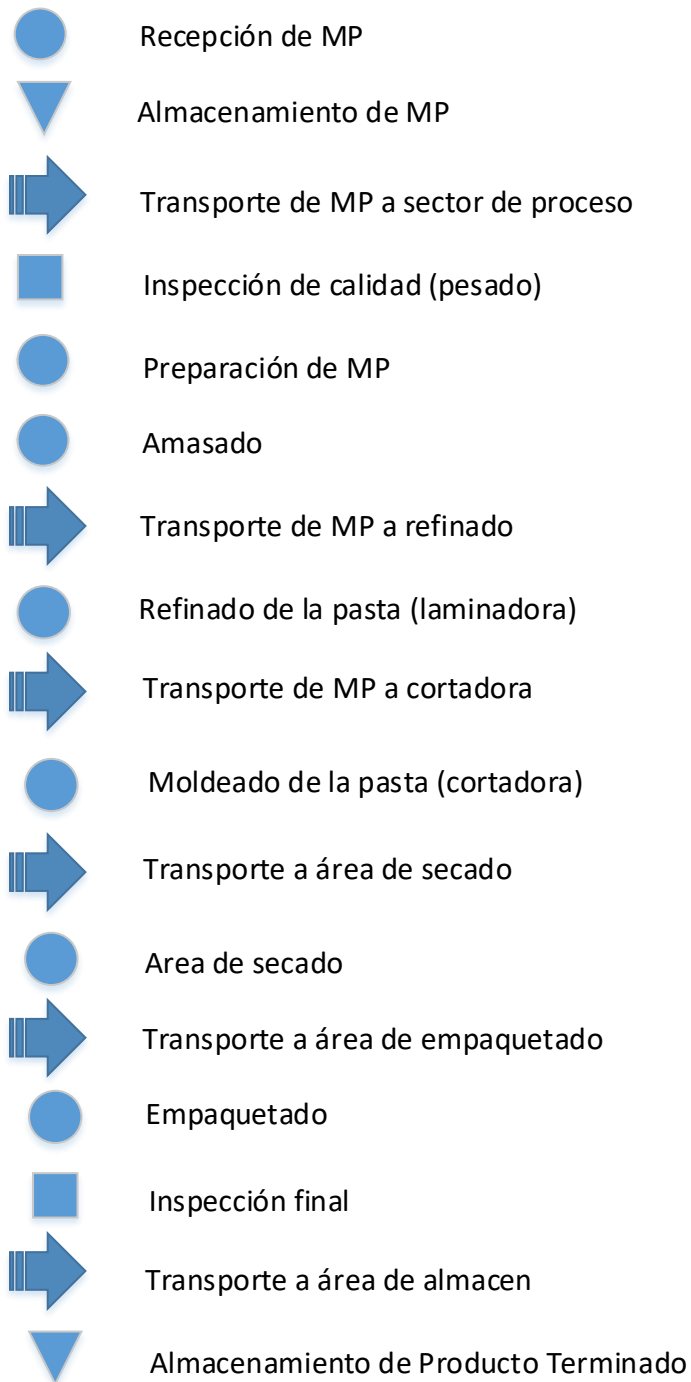 Recepción de MP
Almacenamiento de MP
Transporte de MP a sector de proceso
Inspección de calidad (pesado)
Preparación de MP
Amasado
Transporte de MP a refinado
Refinado de la pasta (laminadora)
Transporte de MP a cortadora
Moldeado de la pasta (cortadora)
Transporte a área de secado
Area de secado
Transporte a área de empaquetado
Empaquetado
Inspección final
Transporte a área de almacen
Almacenamiento de Producto Terminado